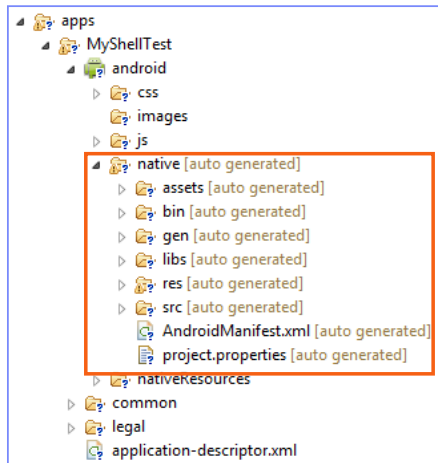 apps
MyShellTest
android
css
images
js
native [auto generated]
assets [auto generated]
bin [auto generated]
gen [auto generated]
libs [auto generated]
res [auto generated]
src [auto generated]
AndroidManifest.xml [auto generated]
project.properties [auto generated]
nativeResources
common
legal
application-descriptor.xml